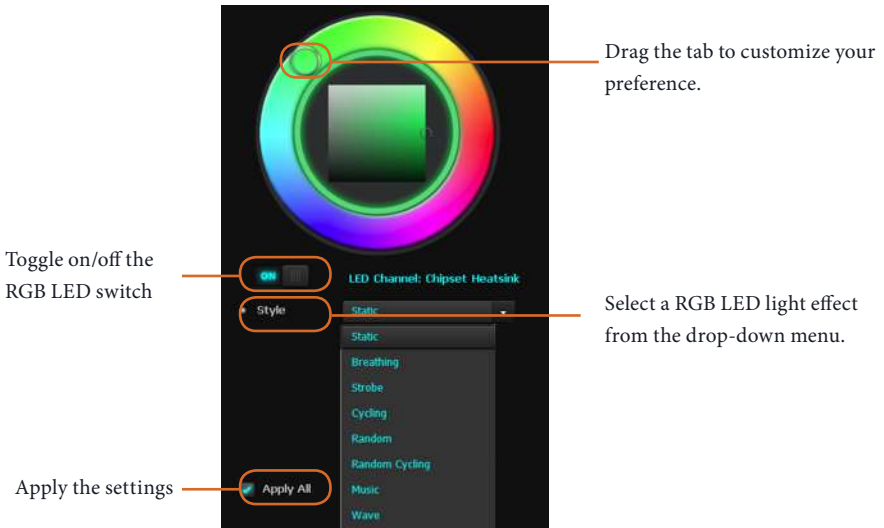 Drag the tab to customize your
preference.
Toggle on/off the
RGB LED switch
ON
LED Channel: Chipset Heatsink
Style
Static
Select a RGB LED light effect
from the drop-down menu.
Static
Breathing
Strobe
Cycling
Random
Random Cycling
Apply the settings
Apply All
Music
Wave